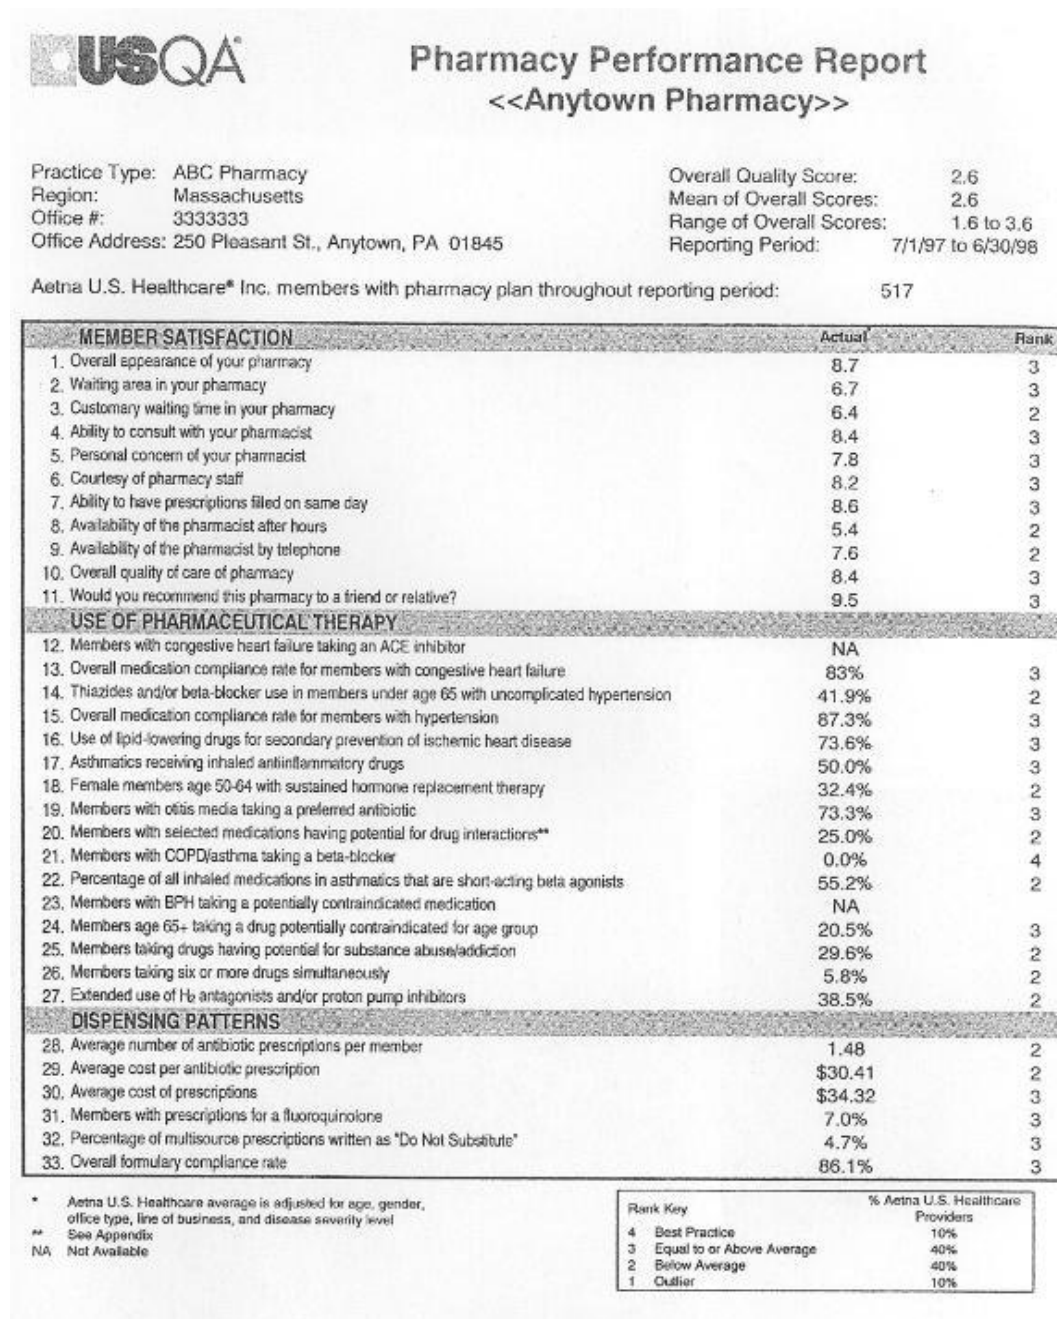 USQA®
Pharmacy Performance Report
<<Anytown Pharmacy>>
Practice Type: ABC Pharmacy
Region: Massachusetts
Office #: 3333333
Office Address: 250 Pleasant St., Anytown, PA 01845
Overall Quality Score: 2.6
Mean of Overall Scores: 2.6
Range of Overall Scores: 1.6 to 3.6
Reporting Period: 7/1/97 to 6/30/98
Aetna U.S. Healthcare® Inc. members with pharmacy plan throughout reporting period: 517
MEMBER SATISFACTION Actual* Rank
1. Overall appearance of your pharmacy 8.7 3
2. Waiting area in your pharmacy 6.7 3
3. Customary waiting time in your pharmacy 6.4 2
4. Ability to consult with your pharmacist 8.4 3
5. Personal concern of your pharmacist 7.8 3
6. Courtesy of pharmacy staff 8.2 3
7. Ability to have prescriptions filled on same day 8.6 3
8. Availability of the pharmacist after hours 5.4 2
9. Availability of the pharmacist by telephone 7.6 2
10. Overall quality of care of pharmacy 8.4 3
11. Would you recommend this pharmacy to a friend or relative? 9.5 3
USE OF PHARMACEUTICAL THERAPY
12. Members with congestive heart failure taking an ACE inhibitor NA
13. Overall medication compliance rate for members with congestive heart failure 83% 3
14. Thiazides and/or beta-blocker use in members under age 65 with uncomplicated hypertension 41.9% 2
15. Overall medication compliance rate for members with hypertension 87.3% 3
16. Use of lipid-lowering drugs for secondary prevention of ischemic heart disease 73.6% 3
17. Asthmatics receiving inhaled antiinflammatory drugs 50.0% 3
18. Female members age 50-64 with sustained hormone replacement therapy 32.4% 2
19. Members with otitis media taking a preferred antibiotic 73.3% 3
20. Members with selected medications having potential for drug interactions** 25.0% 2
21. Members with COPD/asthma taking a beta-blocker 0.0% 4
22. Percentage of all inhaled medications in asthmatics that are short-acting beta agonists 55.2% 2
23. Members with BPH taking a potentially contraindicated medication NA
24. Members age 65+ taking a drug potentially contraindicated for age group 20.5% 3
25. Members taking drugs having potential for substance abuse/addiction 29.6% 2
26. Members taking six or more drugs simultaneously 5.8% 2
27. Extended use of H2 antagonists and/or proton pump inhibitors 38.5% 2
DISPENSING PATTERNS
28. Average number of antibiotic prescriptions per member 1.48 2
29. Average cost per antibiotic prescription $30.41 2
30. Average cost of prescriptions $34.32 3
31. Members with prescriptions for a fluoroquinolone 7.0% 3
32. Percentage of multisource prescriptions written as "Do Not Substitute" 4.7% 3
33. Overall formulary compliance rate 86.1% 3
* Aetna U.S. Healthcare average is adjusted for age, gender,
office type, line of business, and disease severity level
** See Appendix
NA Not Available
Rank Key % Aetna U.S. Healthcare
Providers
4 Best Practice 10%
3 Equal to or Above Average 40%
2 Below Average 40%
1 Outlier 10%